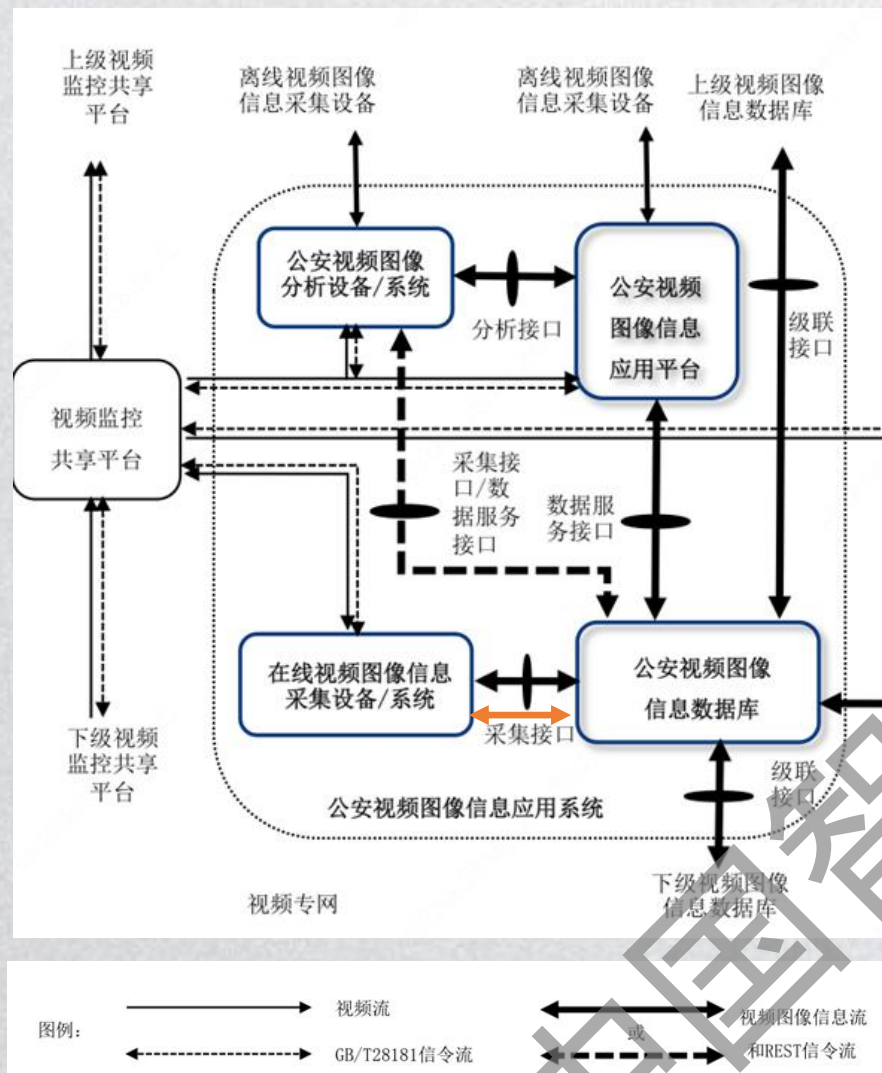 上级视频
监控共享
平台
离线视频图像
信息采集设备
离线视频图像
信息采集设备
上级视频图像
信息数据库
公安视频图像
分析设备/系统
分析接口
公安视频
图像信息
应用平台
级联
接口
视频监控
共享平台
采集接
口/数
据服务
接口
数据服
务接口
在线视频图像信息
采集设备/系统
采集接口
公安视频图像
信息数据库
下级视频
监控共享
平台
级联
接口
公安视频图像信息应用系统
视频专网
下级视频图像
信息数据库
图例:
视频流
GB/T28181信令流
或
视频图像信息流
和REST信令流
中国智